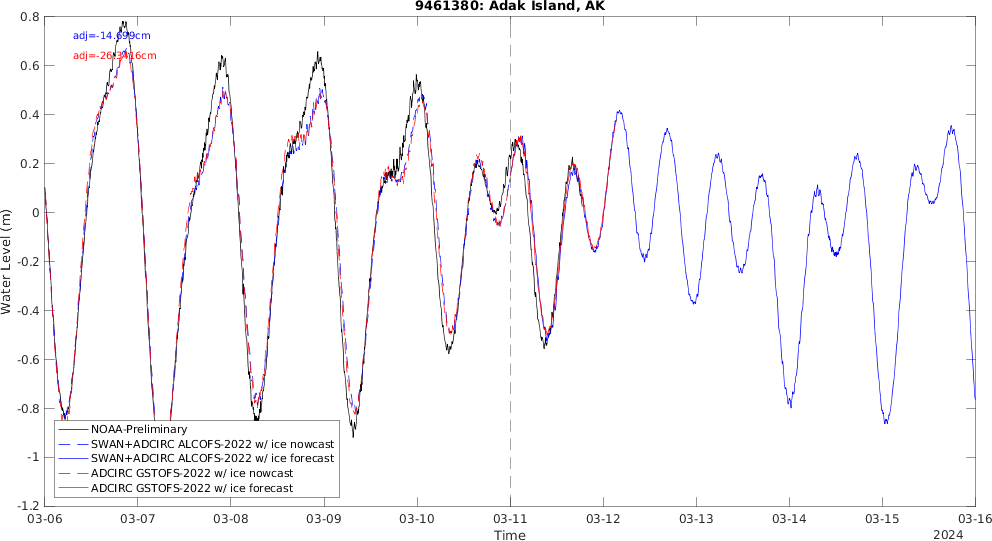 9461380: Adak Island, AK
adj=-14.699cm
adj=-26.3416cm
Water Level (m)
0.8
0.6
0.4
0.2
0
-0.2
-0.4
-0.6
-0.8
-1
-1.2
NOAA-Preliminary
SWAN+ADCIRC ALCOFS-2022 w/ ice nowcast
SWAN+ADCIRC ALCOFS-2022 w/ ice forecast
ADCIRC GSTOFS-2022 w/ ice nowcast
ADCIRC GSTOFS-2022 w/ ice forecast
03-06 03-07 03-08 03-09 03-10 03-11 03-12 03-13 03-14 03-15 03-16
Time
2024